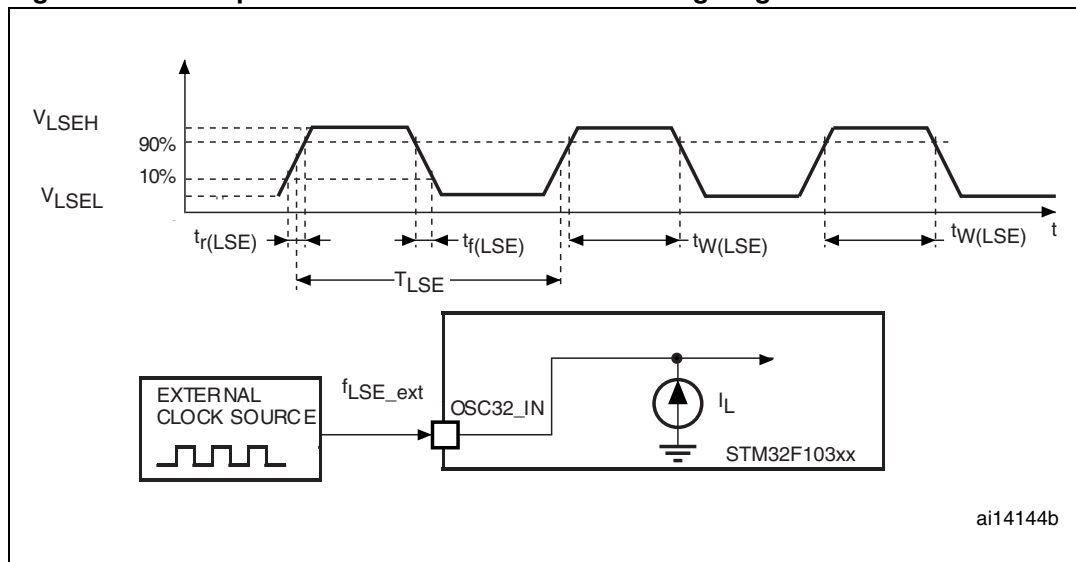 V_LSEH
90%
10%
V_LSEL
t_r(LSE)
t_f(LSE)
t_W(LSE)
t_W(LSE)
t
T_LSE
EXTERNAL
CLOCK SOURCE
f_LSE_ext
OSC32_IN
I_L
STM32F103xx
ai14144b